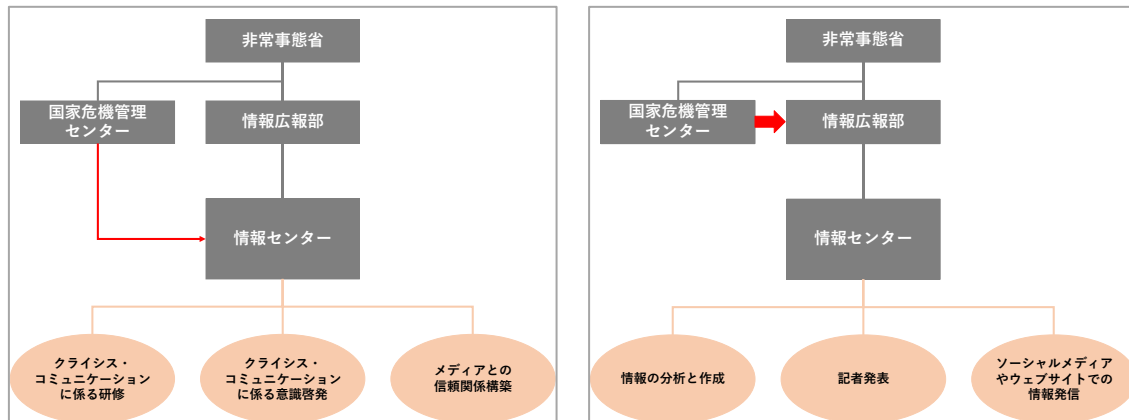 非常事態省
国家危機管理
センター
情報広報部
情報センター
クライシス・
コミュニケーション
に係る研修
クライシス・
コミュニケーション
に係る意識啓発
メディアとの
信頼関係構築
非常事態省
国家危機管理
センター
情報広報部
情報センター
情報の分析と作成
記者発表
ソーシャルメディア
やウェブサイトでの
情報発信